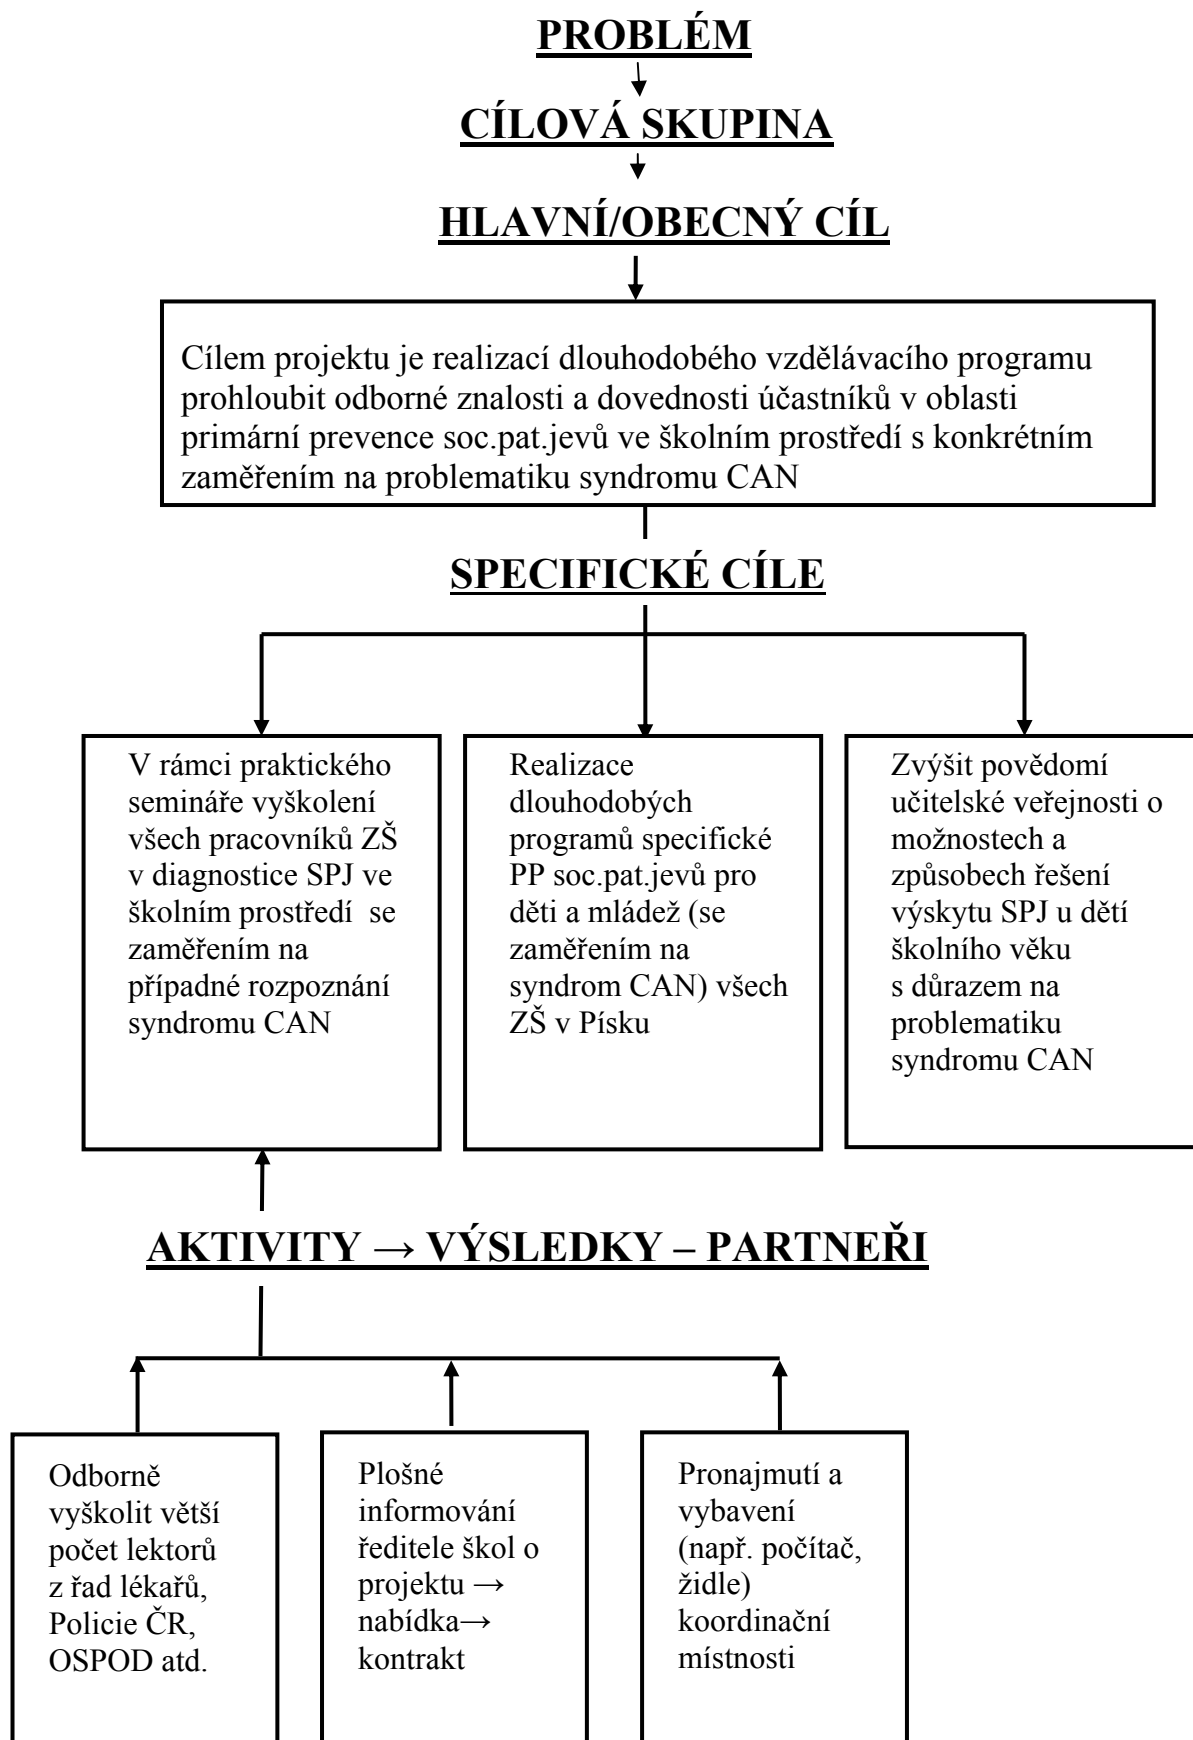 PROBLÉM
CÍLOVÁ SKUPINA
HLAVNÍ/OBECNÝ CÍL
Cílem projektu je realizací dlouhodobého vzdělávacího programu
prohloubit odborné znalosti a dovednosti účastníků v oblasti
primární prevence soc.pat.jevů ve školním prostředí s konkrétním
zaměřením na problematiku syndromu CAN
SPECIFICKÉ CÍLE
V rámci praktického
semináře vyškolení
všech pracovníků ZŠ
v diagnostice SPJ ve
školním prostředí se
zaměřením na
případné rozpoznání
syndromu CAN
Realizace
dlouhodobých
programů specifické
PP soc.pat.jevů pro
děti a mládež (se
zaměřením na
syndrom CAN) všech
ZŠ v Písku
Zvýšit povědomí
učitelské veřejnosti o
možnostech a
způsobech řešení
výskytu SPJ u dětí
školního věku
s důrazem na
problematiku
syndromu CAN
AKTIVITY → VÝSLEDKY – PARTNEŘI
Odborně
vyškolit větší
počet lektorů
z řad lékařů,
Policie ČR,
OSPOD atd.
Plošné
informování
ředitele škol o
projektu →
nabídka→
kontrakt
Pronajmutí a
vybavení
(např. počítač,
židle)
koordinační
místnosti